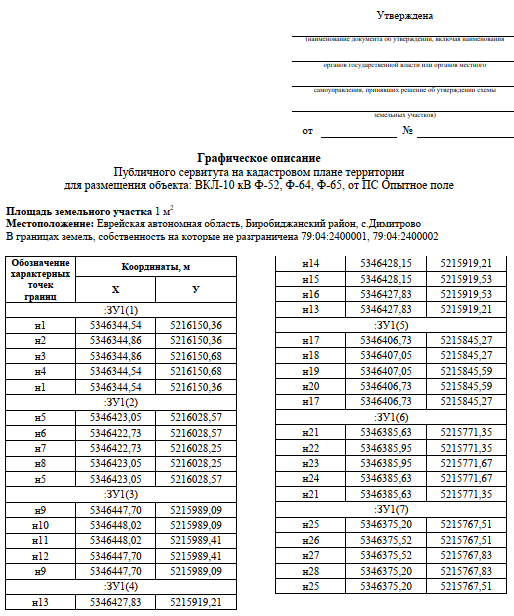 Утверждена
(наименование документа об утверждении, включая наименования
органов государственной власти или органов местного
самоуправления, принявших решение об утверждении схемы
земельных участков)
от №
Графическое описание
Публичного сервитута на кадастровом плане территории
для размещения объекта: ВКЛ-10 кВ Ф-52, Ф-64, Ф-65, от ПС Опытное поле
Площадь земельного участка 1 м²
Местоположение: Еврейская автономная область, Биробиджанский район, с.Димитрово
В границах земель, собственность на которые не разграничена 79:04:2400001, 79:04:2400002
Обозначение характерных точек границ Координаты, м
X У
:ЗУ1(1)
н1 5346344,54 5216150,36
н2 5346344,86 5216150,36
н3 5346344,86 5216150,68
н4 5346344,54 5216150,68
н1 5346344,54 5216150,36
:ЗУ1(2)
н5 5346423,05 5216028,57
н6 5346422,73 5216028,57
н7 5346422,73 5216028,25
н8 5346423,05 5216028,25
н5 5346423,05 5216028,57
:ЗУ1(3)
н9 5346447,70 5215989,09
н10 5346448,02 5215989,09
н11 5346448,02 5215989,41
н12 5346447,70 5215989,41
н9 5346447,70 5215989,09
:ЗУ1(4)
н13 5346427,83 5215919,21
н14 5346428,15 5215919,21
н15 5346428,15 5215919,53
н16 5346427,83 5215919,53
н13 5346427,83 5215919,21
:ЗУ1(5)
н17 5346406,73 5215845,27
н18 5346407,05 5215845,27
н19 5346407,05 5215845,59
н20 5346406,73 5215845,59
н17 5346406,73 5215845,27
:ЗУ1(6)
н21 5346385,63 5215771,35
н22 5346385,95 5215771,35
н23 5346385,95 5215771,67
н24 5346385,63 5215771,67
н21 5346385,63 5215771,35
:ЗУ1(7)
н25 5346375,20 5215767,51
н26 5346375,52 5215767,51
н27 5346375,52 5215767,83
н28 5346375,20 5215767,83
н25 5346375,20 5215767,51